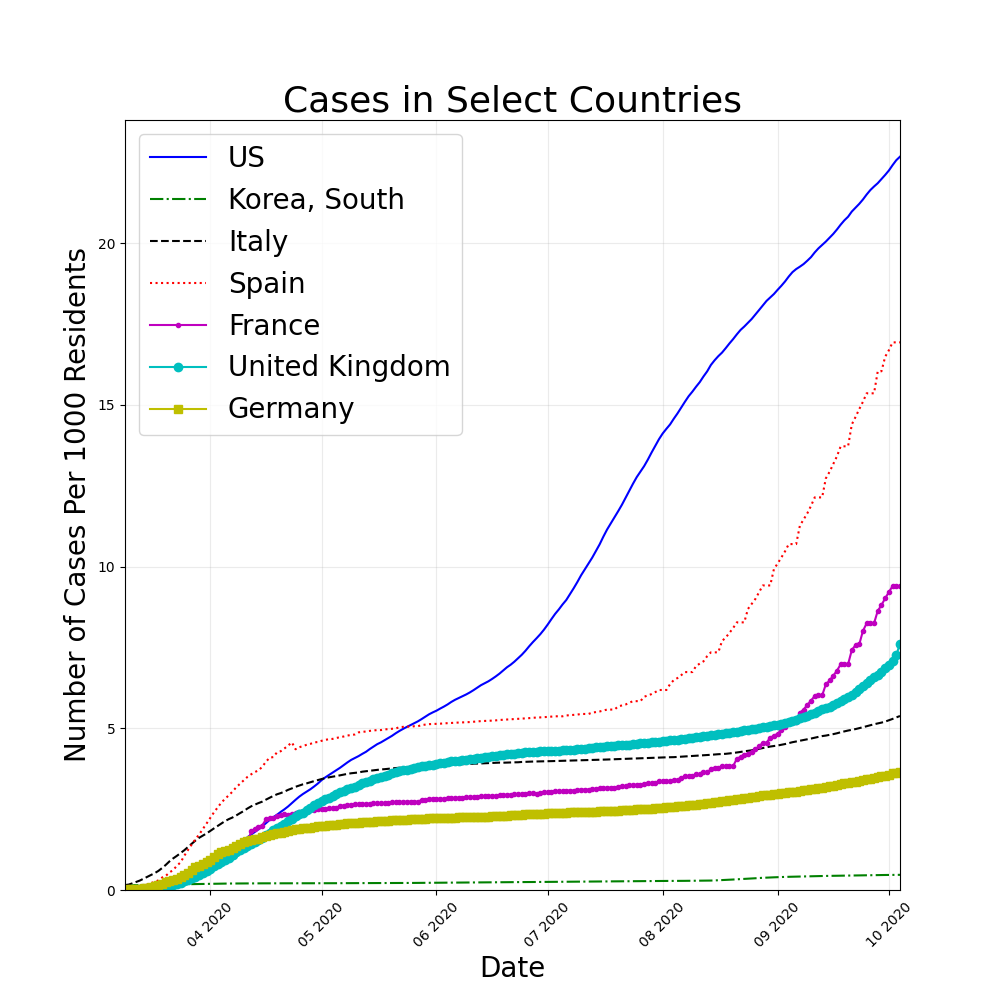 Cases in Select Countries
US
Korea, South
Italy
Spain
France
United Kingdom
Germany
Number of Cases Per 1000 Residents
20
15
10
5
0
04 2020
05 2020
06 2020
07 2020
08 2020
09 2020
10 2020
Date